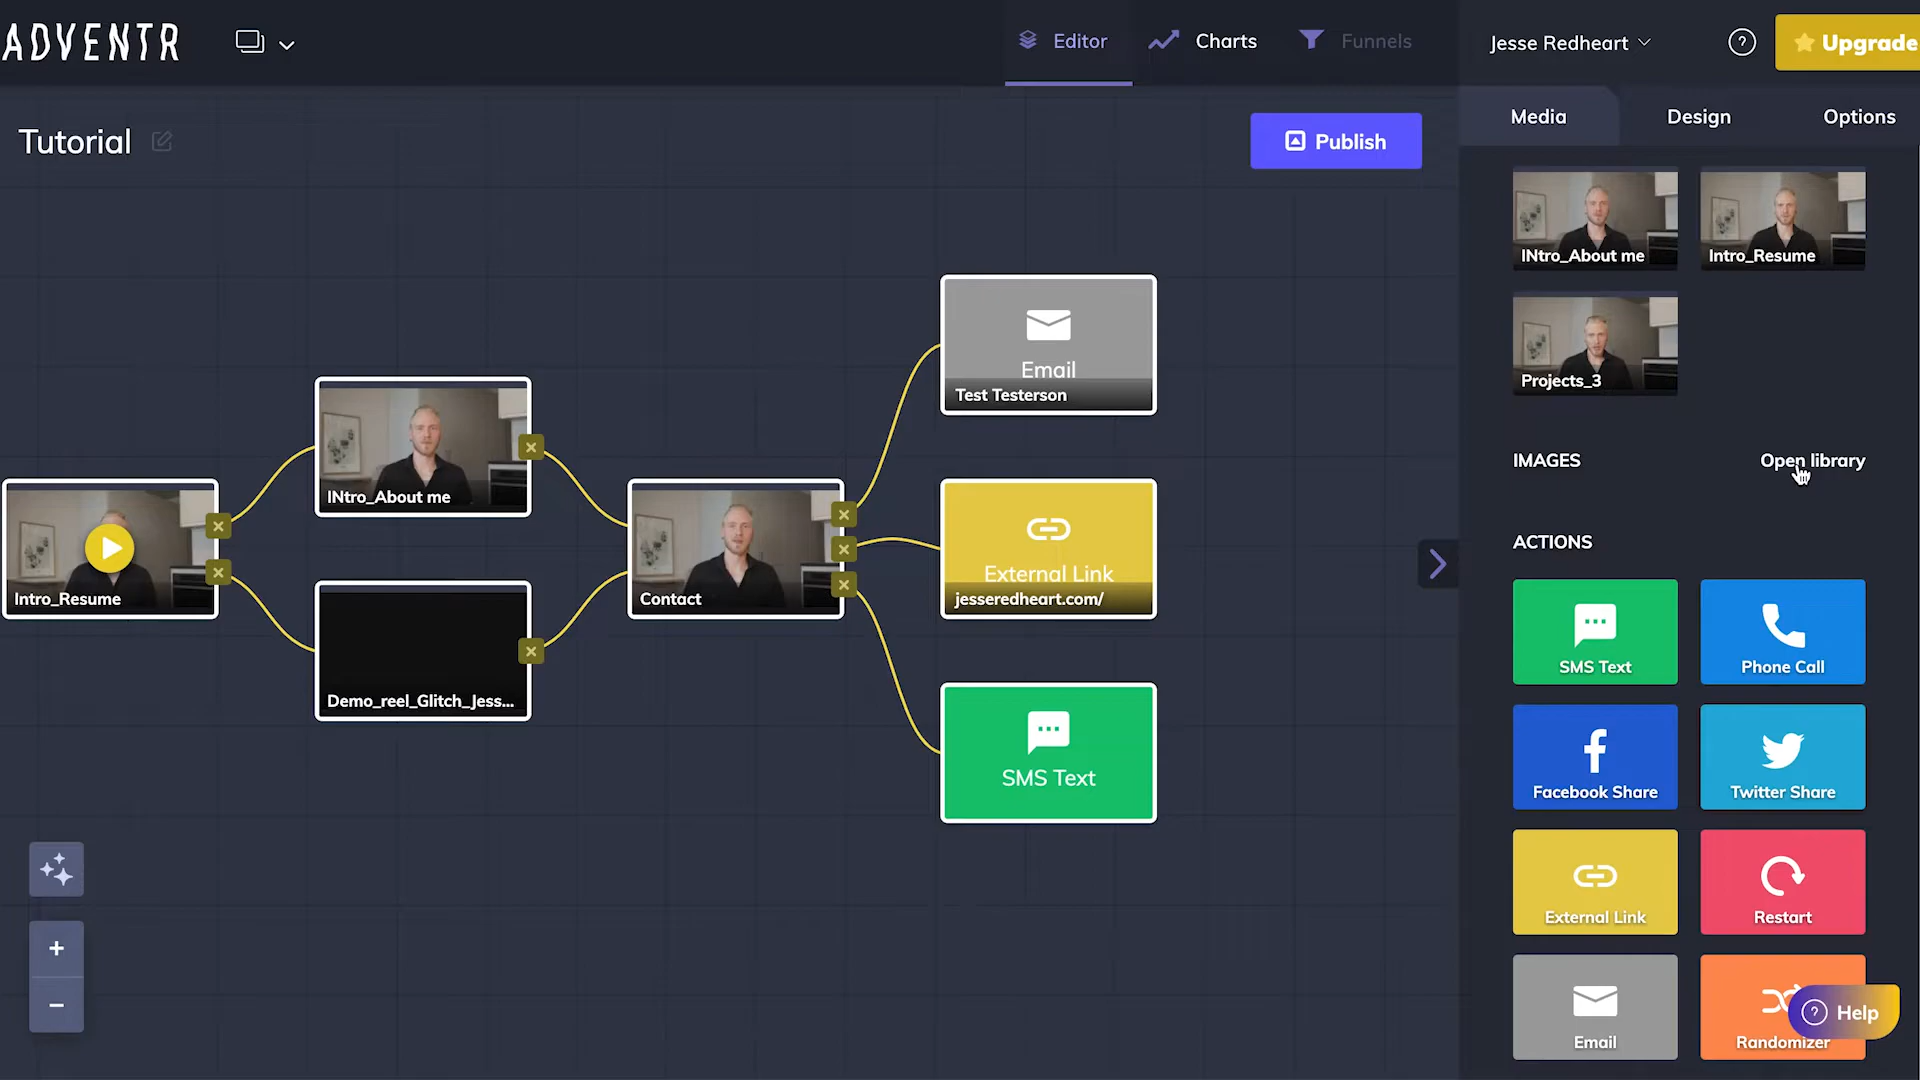 ADVENTR
Editor
Charts
Funnels
Jesse Redheart
?
Upgrade
Tutorial
Publish
Media
Design
Options
INtro_About me
Intro_Resume
Projects_3
IMAGES
Open library
ACTIONS
SMS Text
Phone Call
Facebook Share
Twitter Share
External Link
Restart
Email
Randomizer
? Help
Intro_Resume
INtro_About me
Demo_reel_Glitch_Jess...
Contact
Email
Test Testerson
External Link
jesseredheart.com/
SMS Text
+
−